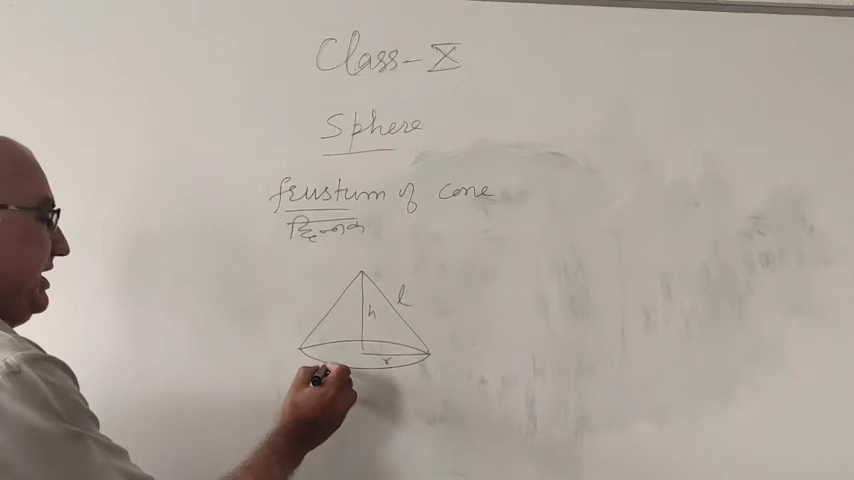 Class-X
Sphere
frustum of cone
l
h
r